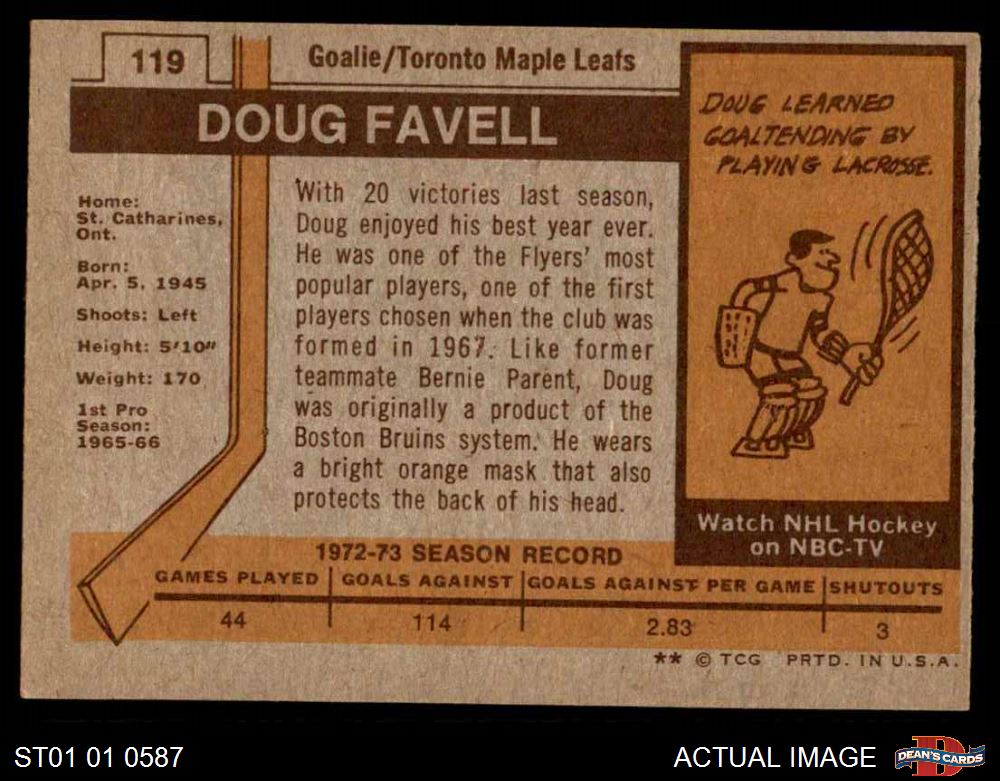 119
Goalie/Toronto Maple Leafs
DOUG FAVELL
Home:
St. Catharines,
Ont.
Born:
Apr. 5, 1945
Shoots: Left
Height: 5'10"
Weight: 170
1st Pro
Season:
1965-66
With 20 victories last season,
Doug enjoyed his best year ever.
He was one of the Flyers' most
popular players, one of the first
players chosen when the club was
formed in 1967. Like former
teammate Bernie Parent, Doug
was originally a product of the
Boston Bruins system. He wears
a bright orange mask that also
protects the back of his head.
DOUG LEARNED
GOALTENDING BY
PLAYING LACROSSE.
Watch NHL Hockey
on NBC-TV
1972-73 SEASON RECORD
GAMES PLAYED GOALS AGAINST GOALS AGAINST PER GAME SHUTOUTS
44 114 2.83 3
** © TCG PRTD. IN U.S.A.
ST01 01 0587
ACTUAL IMAGE
D
DEAN'S CARDS